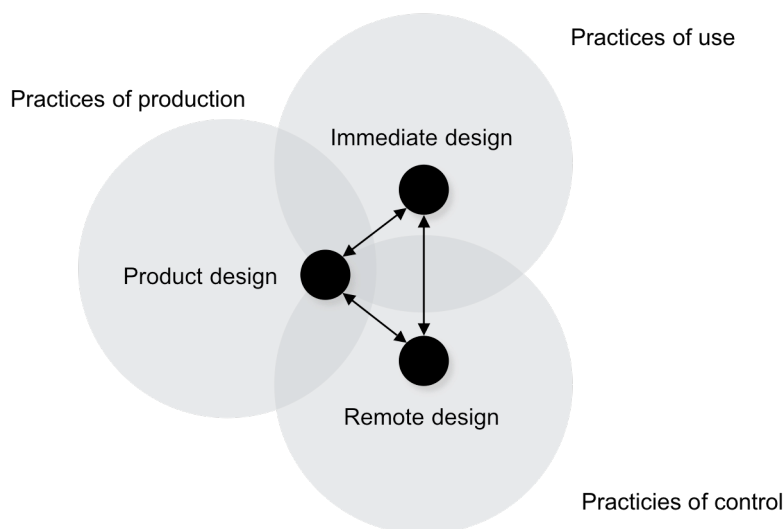 Practices of use
Practices of production
Immediate design
Product design
Remote design
Practicies of control